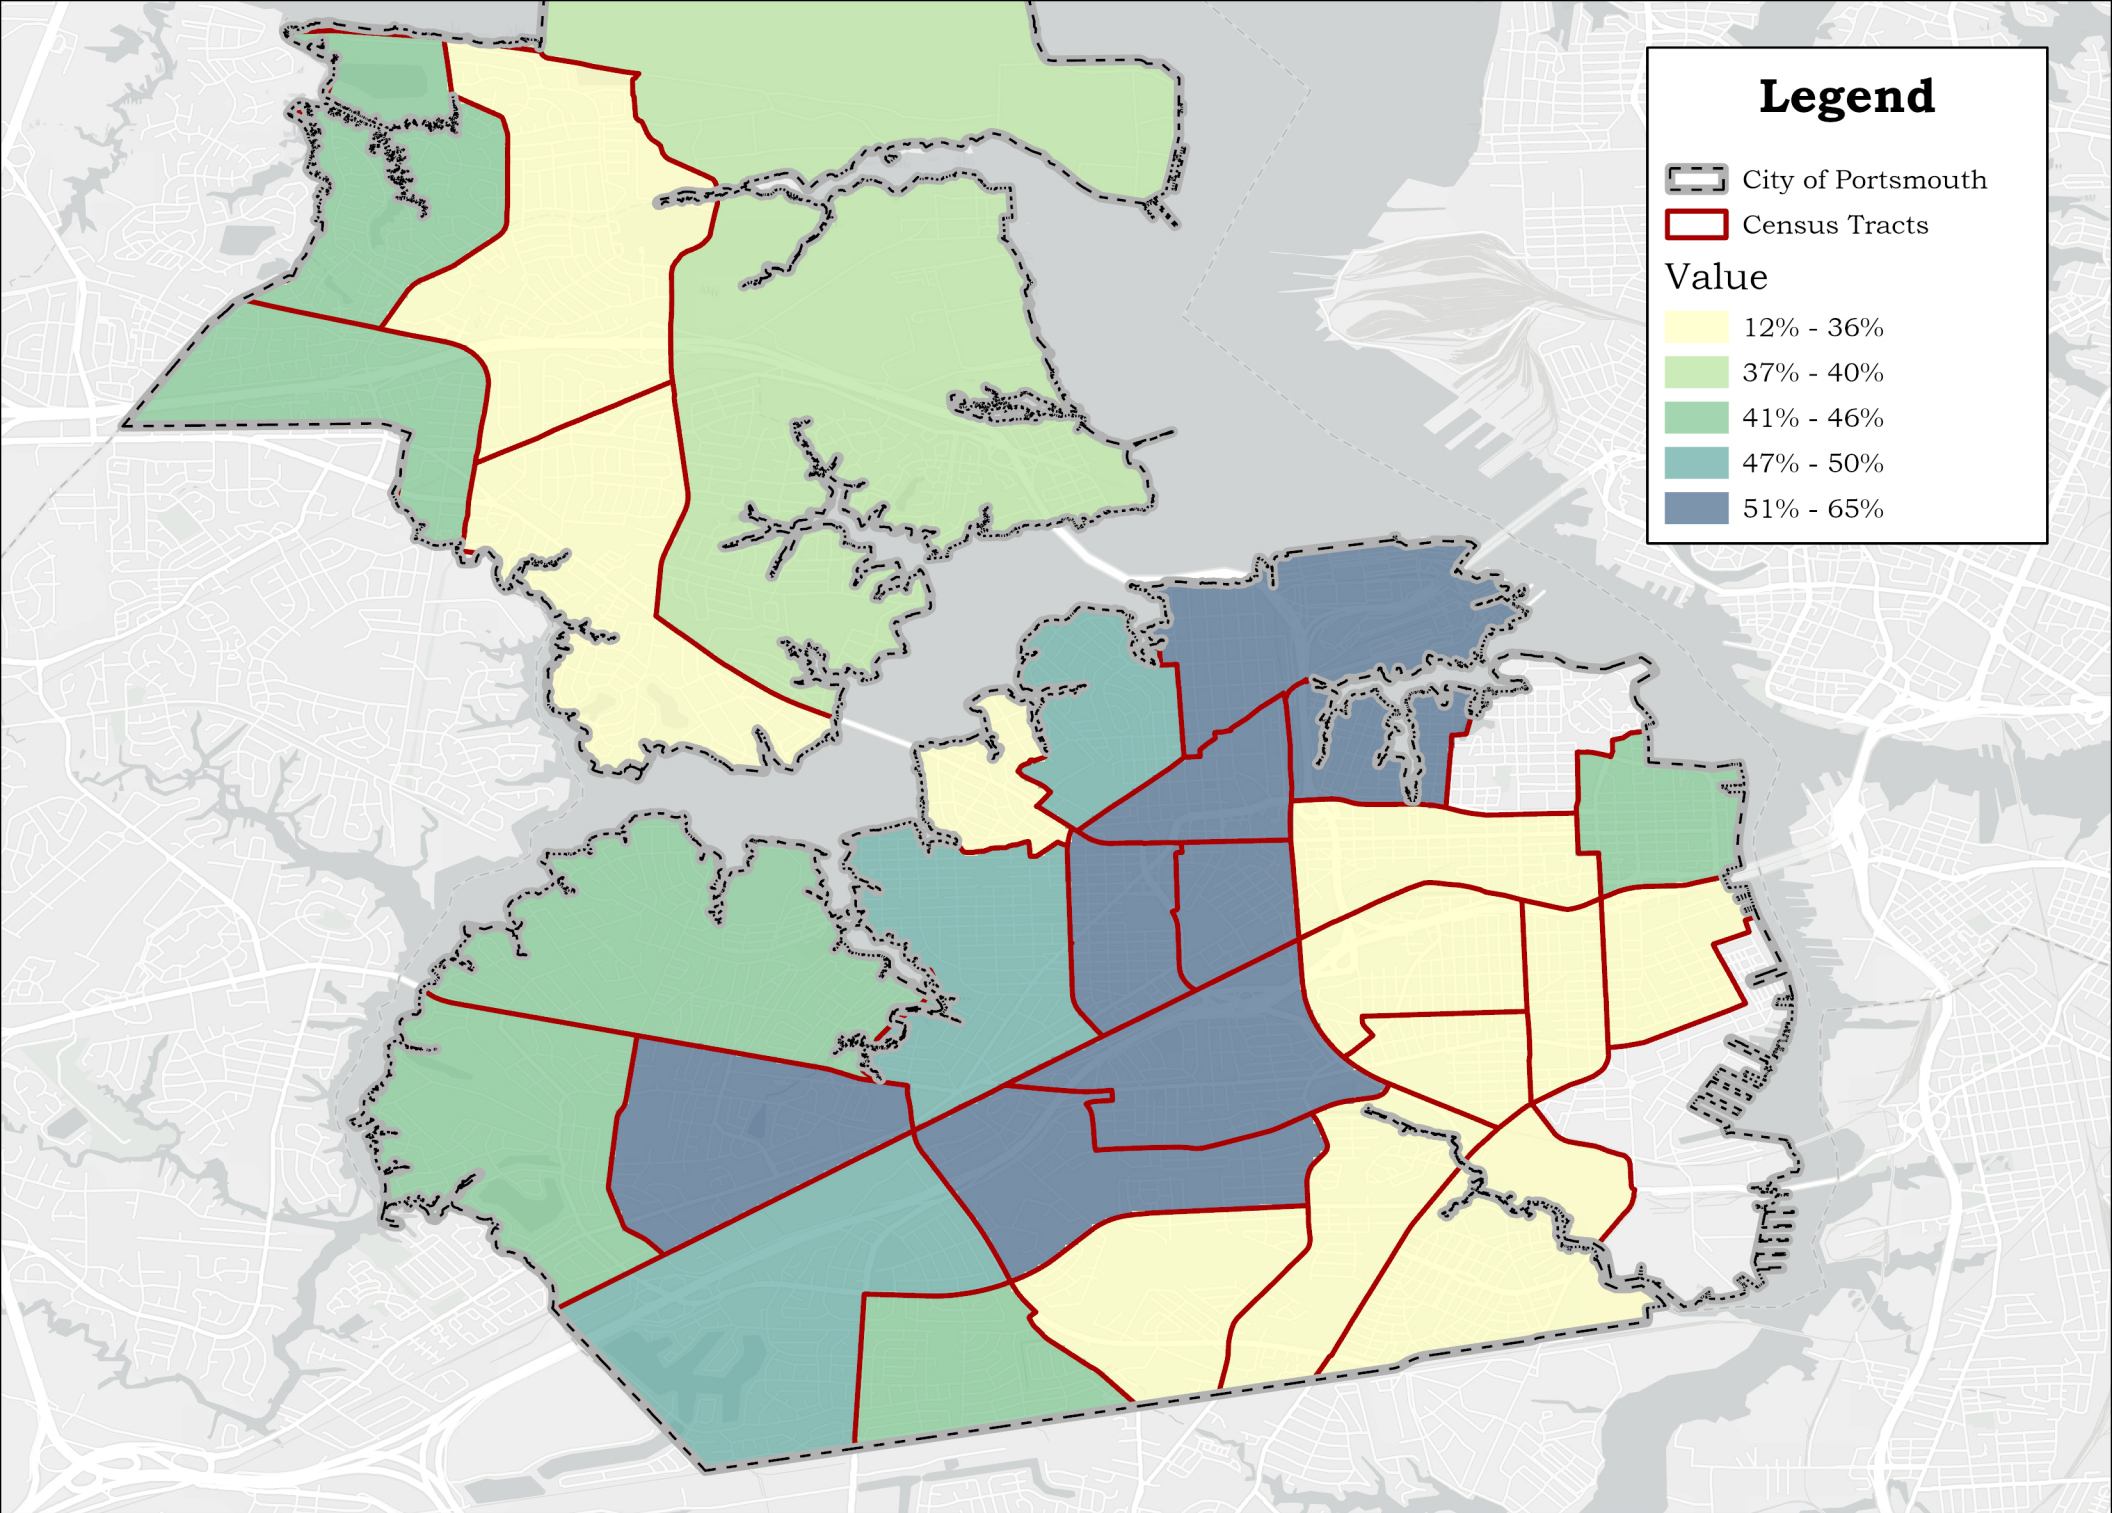 Legend
City of Portsmouth
Census Tracts
Value
12% - 36%
37% - 40%
41% - 46%
47% - 50%
51% - 65%